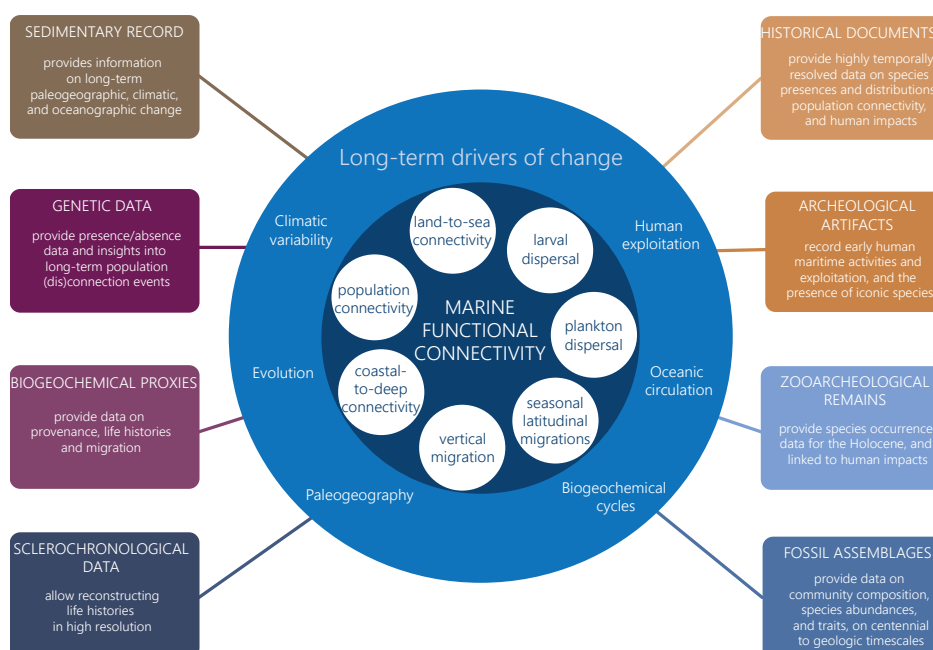 SEDIMENTARY RECORD
provides information
on long-term
paleogeographic, climatic,
and oceanographic change
GENETIC DATA
provide presence/absence
data and insights into
long-term population
(dis)connection events
BIOGEOCHEMICAL PROXIES
provide data on
provenance, life histories
and migration
SCLEROCHRONOLOGICAL
DATA
allow reconstructing
life histories
in high resolution
Long-term drivers of change
Climatic
variability
Human
exploitation
Evolution
Oceanic
circulation
Paleogeography
Biogeochemical
cycles
land-to-sea
connectivity
larval
dispersal
population
connectivity
plankton
dispersal
coastal-
to-deep
connectivity
seasonal
latitudinal
migrations
vertical
migration
MARINE
FUNCTIONAL
CONNECTIVITY
HISTORICAL DOCUMENTS
provide highly temporally
resolved data on species
presences and distributions
population connectivity,
and human impacts
ARCHEOLOGICAL
ARTIFACTS
record early human
maritime activities and
exploitation, and the
presence of iconic species
ZOOARCHEOLOGICAL
REMAINS
provide species occurrence
data for the Holocene, and
linked to human impacts
FOSSIL ASSEMBLAGES
provide data on
community composition,
species abundances,
and traits, on centennial
to geologic timescales